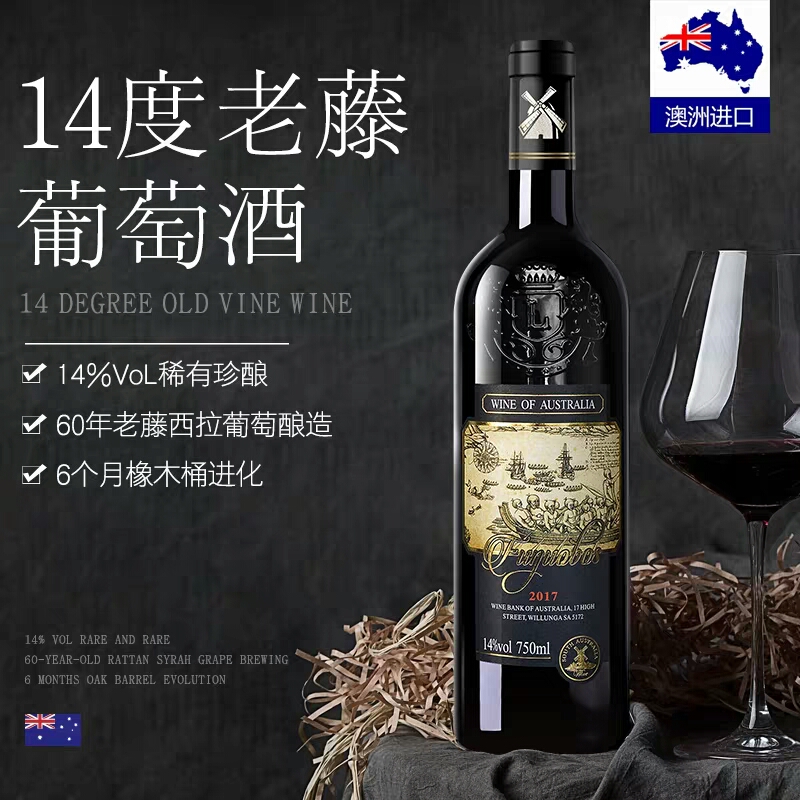 澳洲进口
14度老藤
葡萄酒
14 DEGREE OLD VINE WINE
14%VoL稀有珍酿
60年老藤西拉葡萄酿造
6个月橡木桶进化
14% VOL RARE AND RARE
60-YEAR-OLD RATTAN SYRAH GRAPE BREWING
6 MONTHS OAK BARREL EVOLUTION
L
WINE OF AUSTRALIA
2017
WINE BANK OF AUSTRALIA, 17 HIGH
STREET, WILLUNGA SA 5172
14%vol 750ml
SOUTH AUSTRALIA